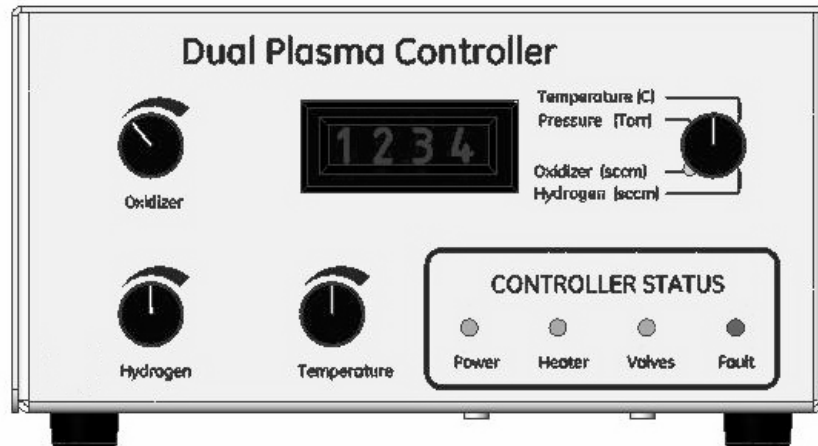 Dual Plasma Controller
Temperature (C)
Pressure (Torr)
Oxidizer (sccm)
Hydrogen (sccm)
1234
Oxidizer
Hydrogen
Temperature
CONTROLLER STATUS
Power Heater Valves Fault